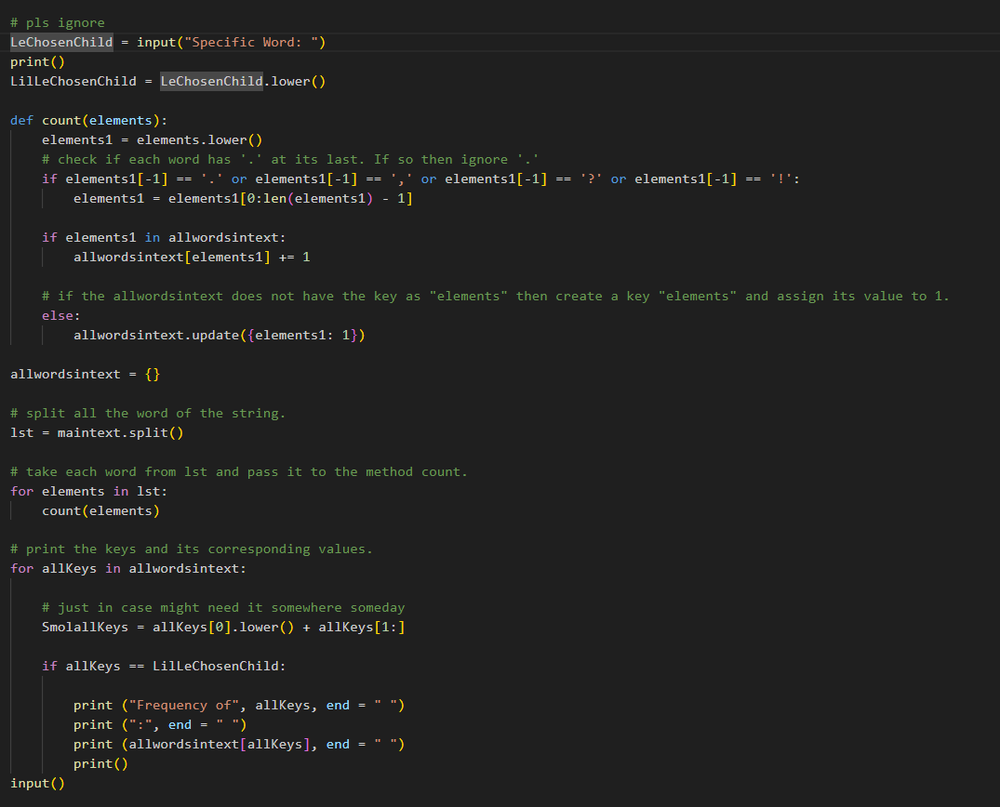 # pls ignore
LeChosenChild = input("Specific Word: ")
print()
LilLeChosenChild = LeChosenChild.lower()

def count(elements):
    elements1 = elements.lower()
    # check if each word has '.' at its last. If so then ignore '.'
    if elements1[-1] == '.' or elements1[-1] == ',' or elements1[-1] == '?' or elements1[-1] == '!':
        elements1 = elements1[0:len(elements1) - 1]

    if elements1 in allwordsintext:
        allwordsintext[elements1] += 1

    # if the allwordsintext does not have the key as "elements" then create a key "elements" and assign its value to 1.
    else:
        allwordsintext.update({elements1: 1})

allwordsintext = {}

# split all the word of the string.
lst = maintext.split()

# take each word from lst and pass it to the method count.
for elements in lst:
    count(elements)

# print the keys and its corresponding values.
for allKeys in allwordsintext:

    # just in case might need it somewhere someday
    SmolallKeys = allKeys[0].lower() + allKeys[1:]

    if allKeys == LilLeChosenChild:

        print ("Frequency of", allKeys, end = " ")
        print (":", end = " ")
        print (allwordsintext[allKeys], end = " ")
        print()
input()